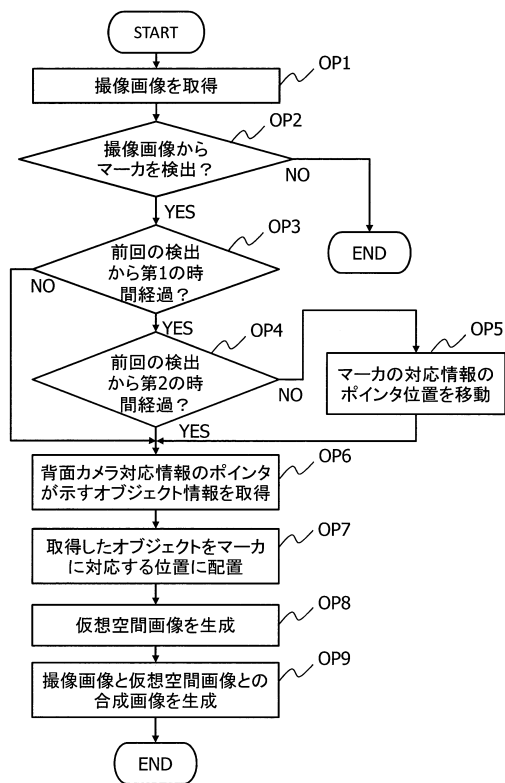 START
OP1
撮像画像を取得
OP2
撮像画像から
マーカを検出？
NO
YES
END
OP3
前回の検出
から第1の時
間経過？
NO
YES
OP4
前回の検出
から第2の時
間経過？
NO
YES
OP5
マーカの対応情報の
ポインタ位置を移動
OP6
背面カメラ対応情報のポインタ
が示すオブジェクト情報を取得
OP7
取得したオブジェクトをマーカ
に対応する位置に配置
OP8
仮想空間画像を生成
OP9
撮像画像と仮想空間画像との
合成画像を生成
END